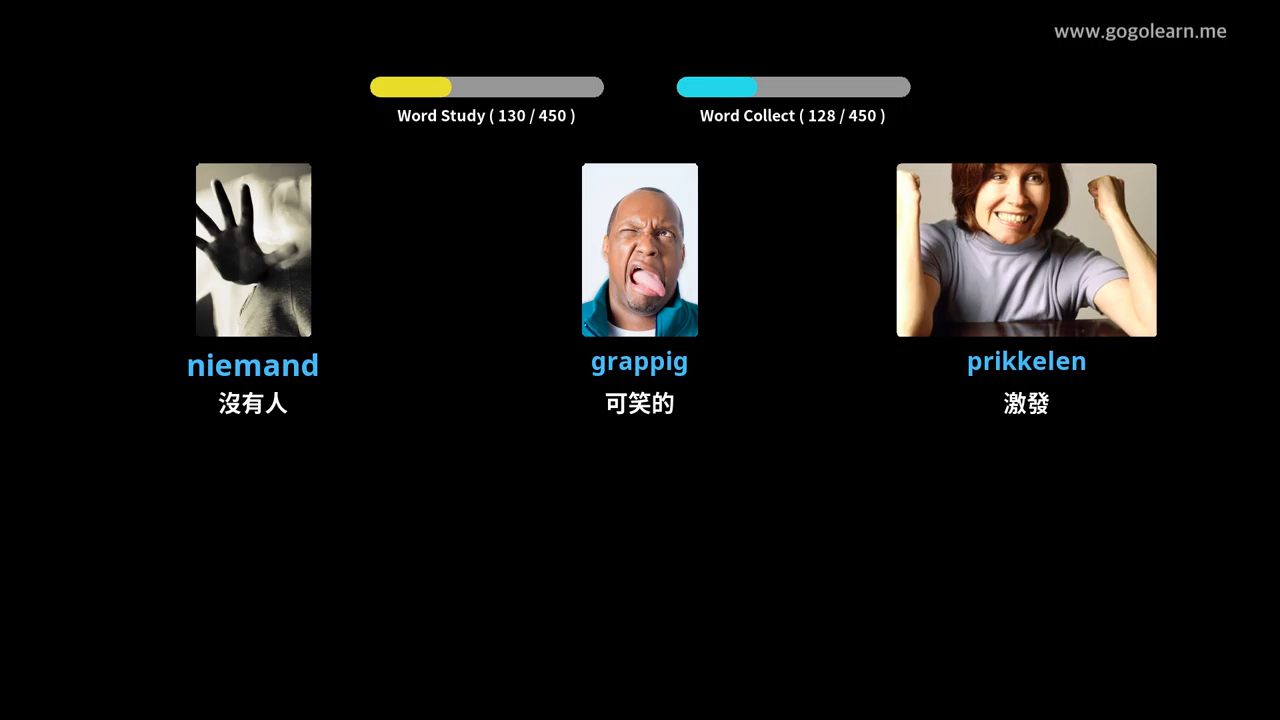 www.gogolearn.me
Word Study ( 130 / 450 )
Word Collect ( 128 / 450 )
niemand
grappig
prikkelen
沒有人
可笑的
激發